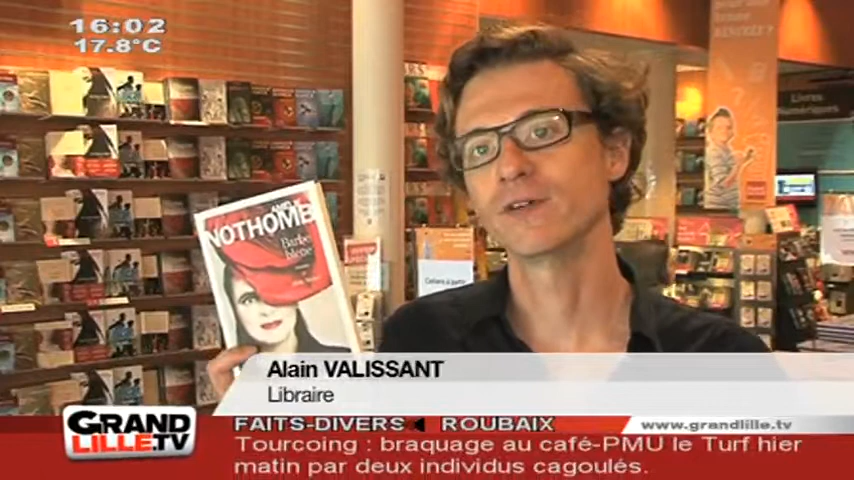 16:02
17.8°C
AMÉLIE
NOTHOMB
Barbe
bleue
Alain VALISSANT
Libraire
GRAND
LILLE.TV
FAITS-DIVERS ROUBAIX
www.grandlille.tv
Tourcoing : braquage au café-PMU le Turf hier
matin par deux individus cagoulés.